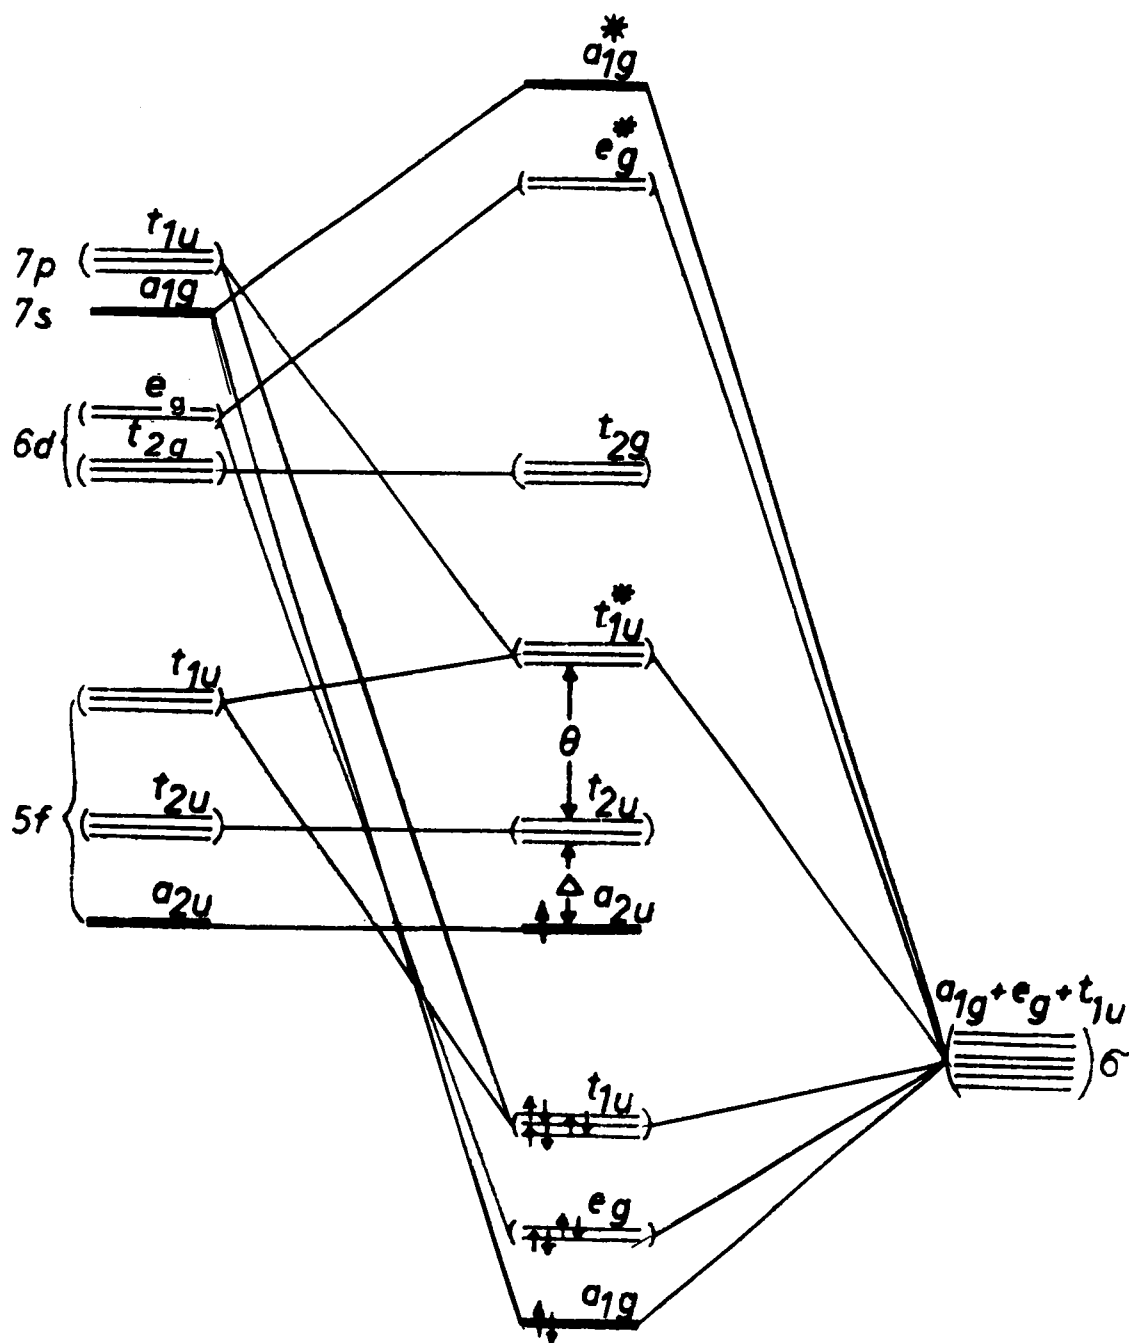 a1g*
eg*
t1u
7p
a1g
7s
eg
6d
t2g
t2g
t1u*
t1u
θ
t2u
t2u
5f
Δ
a2u
a2u
a1g+eg+t1u
σ
t1u
eg
a1g